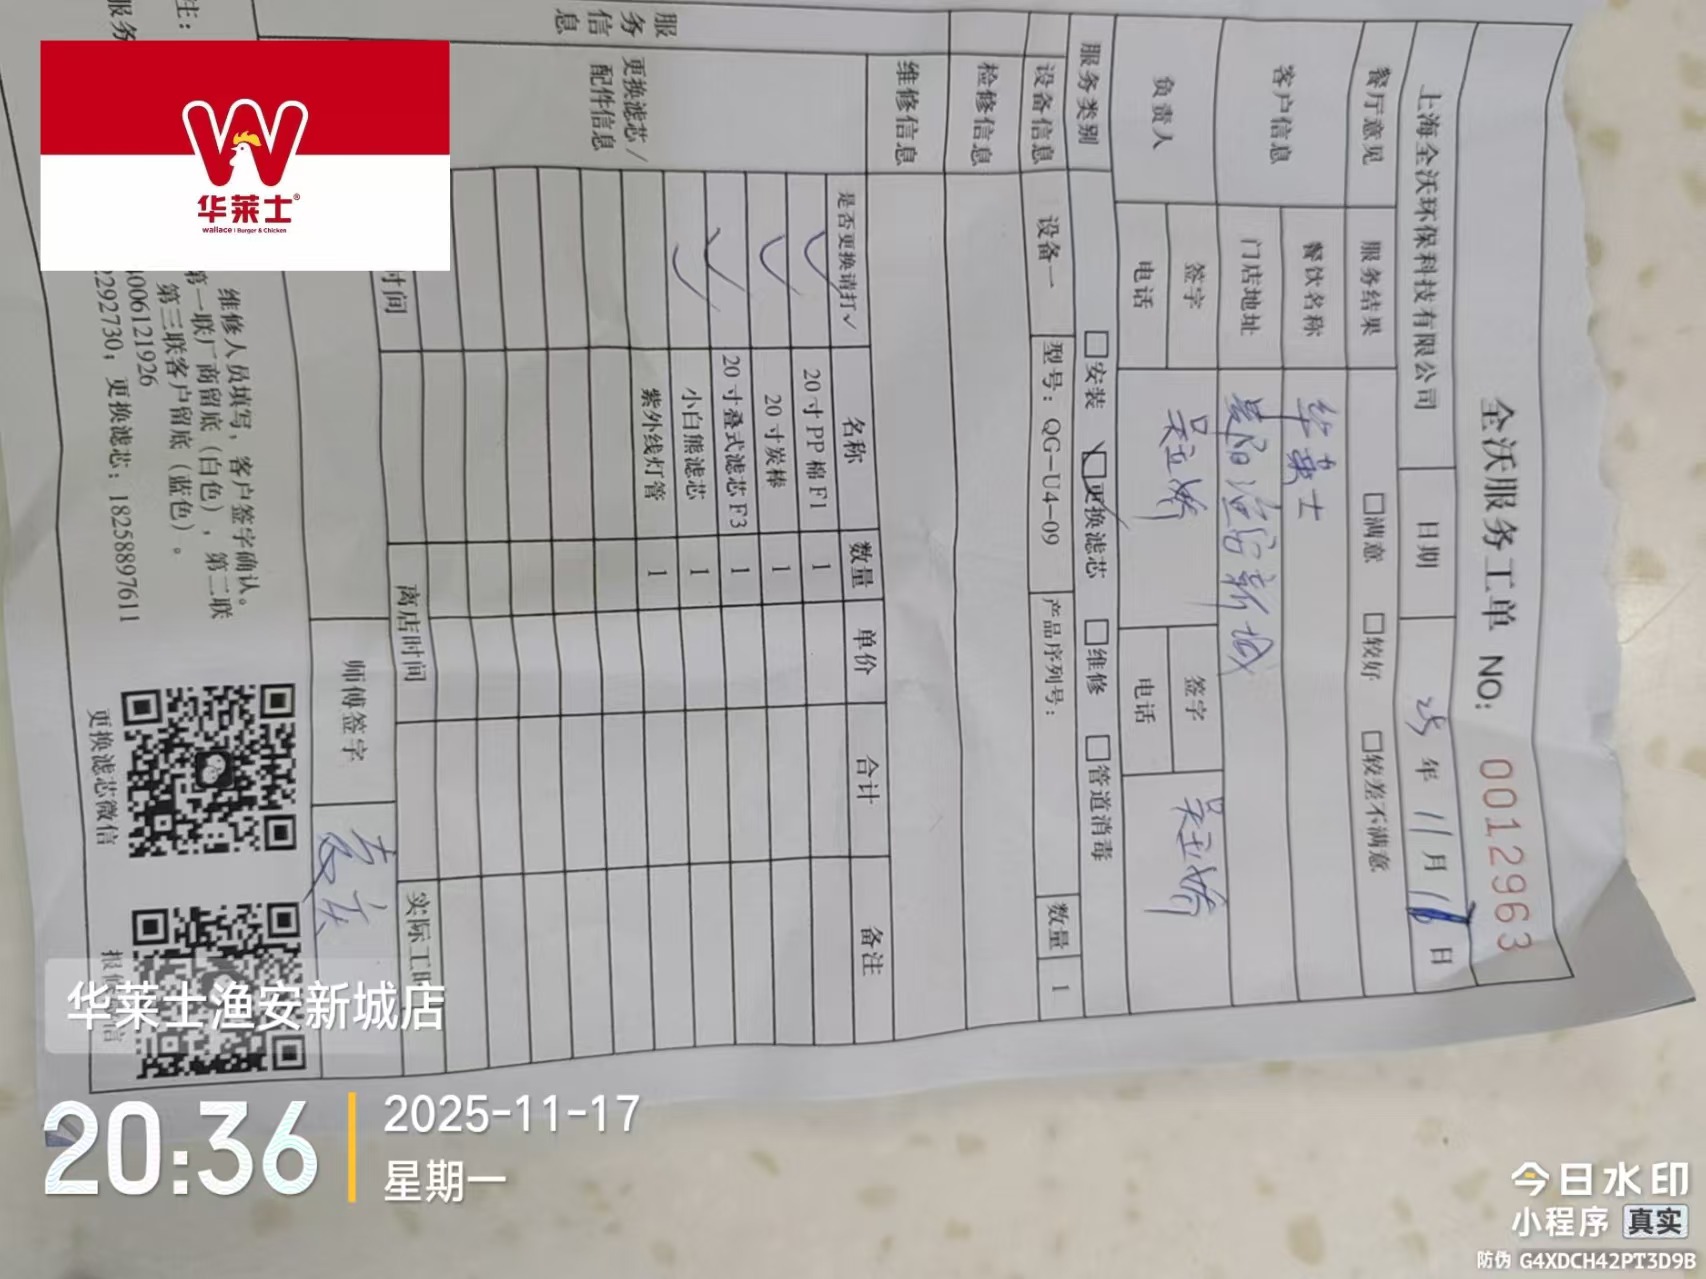 全沃服务工单 NO: 0012963
上海全沃环保科技有限公司 日期 25年11月 日
餐厅意见 服务结果 □满意 □较好 □较差不满意
客户信息 餐饮名称 华莱士
门店地址 贵阳渔安新城
负责人 签字 签字
电话 电话
服务类别 □安装 □更换滤芯 □维修 □管道消毒
设备信息 设备一 型号：QG-U4-09 产品序列号： 数量 1
检修信息
维修信息
服务信息
更换滤芯/配件信息
是否更换请打✓ 名称 数量 单价 合计 备注
✓ 20寸PP棉F1 1
✓ 20寸炭棒 1
✓ 20寸叠式滤芯F3 1
✓ 小白熊滤芯 1
紫外线灯管 1
时间 离店时间 实际工时
师傅签字
注：
维修人员填写，客户签字确认。
第一联厂商留底（白色），第二联
第三联客户留底（蓝色）。
4006121926
2292730，更换滤芯：18258897611
服务
更换滤芯微信
华莱士®
wallace | Burger & Chicken
华莱士渔安新城店
20:36
2025-11-17
星期一
今日水印
小程序 真实
防伪 G4XDCH42PT3D9B